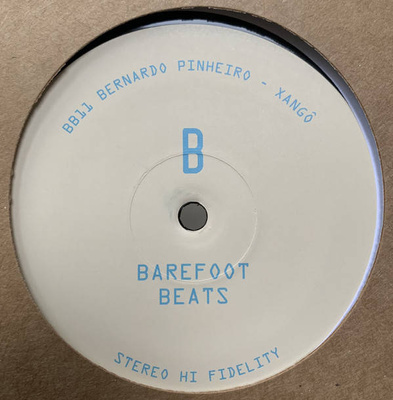 BB11 BERNARDO PINHEIRO - XANGÔ
B
BAREFOOT
BEATS
STEREO HI FIDELITY